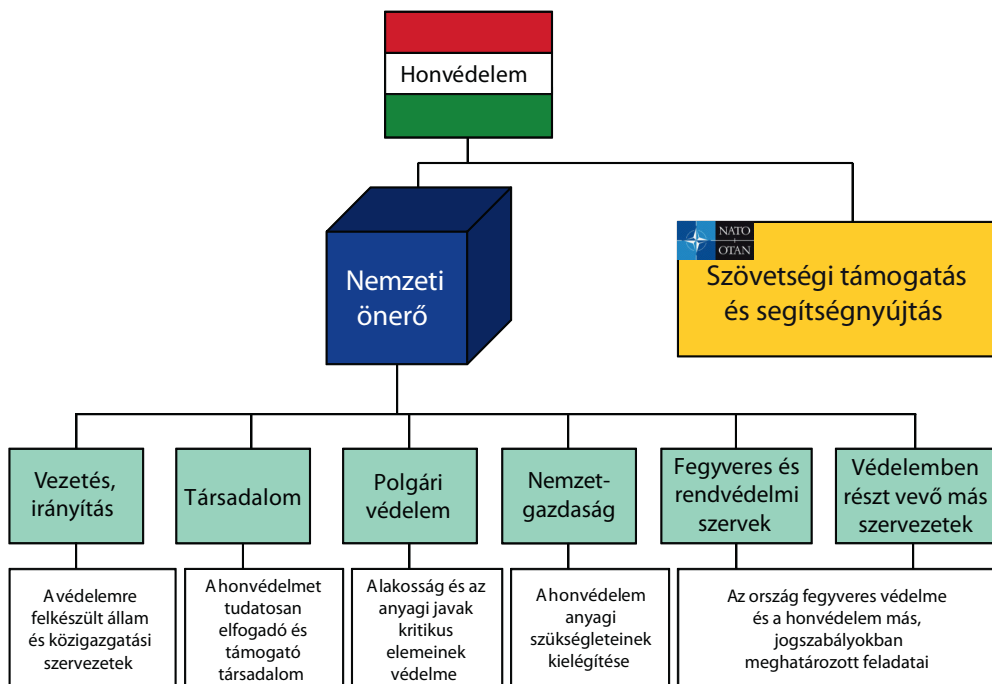 Honvédelem
Nemzeti
önerő
NATO
OTAN
Szövetségi támogatás
és segítségnyújtás
Vezetés,
irányítás
Társadalom
Polgári
védelem
Nemzet-
gazdaság
Fegyveres és
rendvédelmi
szervek
Védelemben
részt vevő más
szervezetek
A védelemre
felkészült állam
és közigazgatási
szervezetek
A honvédelmet
tudatosan
elfogadó és
támogató
társadalom
A lakosság és az
anyagi javak
kritikus
elemeinek
védelme
A honvédelem
anyagi
szükségleteinek
kielégítése
Az ország fegyveres védelme
és a honvédelem más,
jogszabályokban
meghatározott feladatai